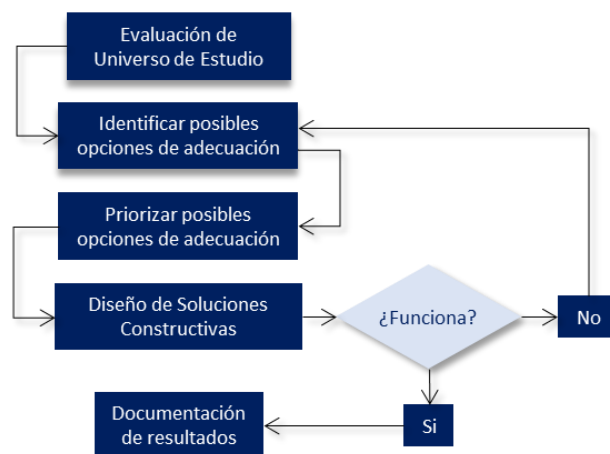 Evaluación de
Universo de Estudio
Identificar posibles
opciones de adecuación
Priorizar posibles
opciones de adecuación
Diseño de Soluciones
Constructivas
¿Funciona?
No
Si
Documentación
de resultados